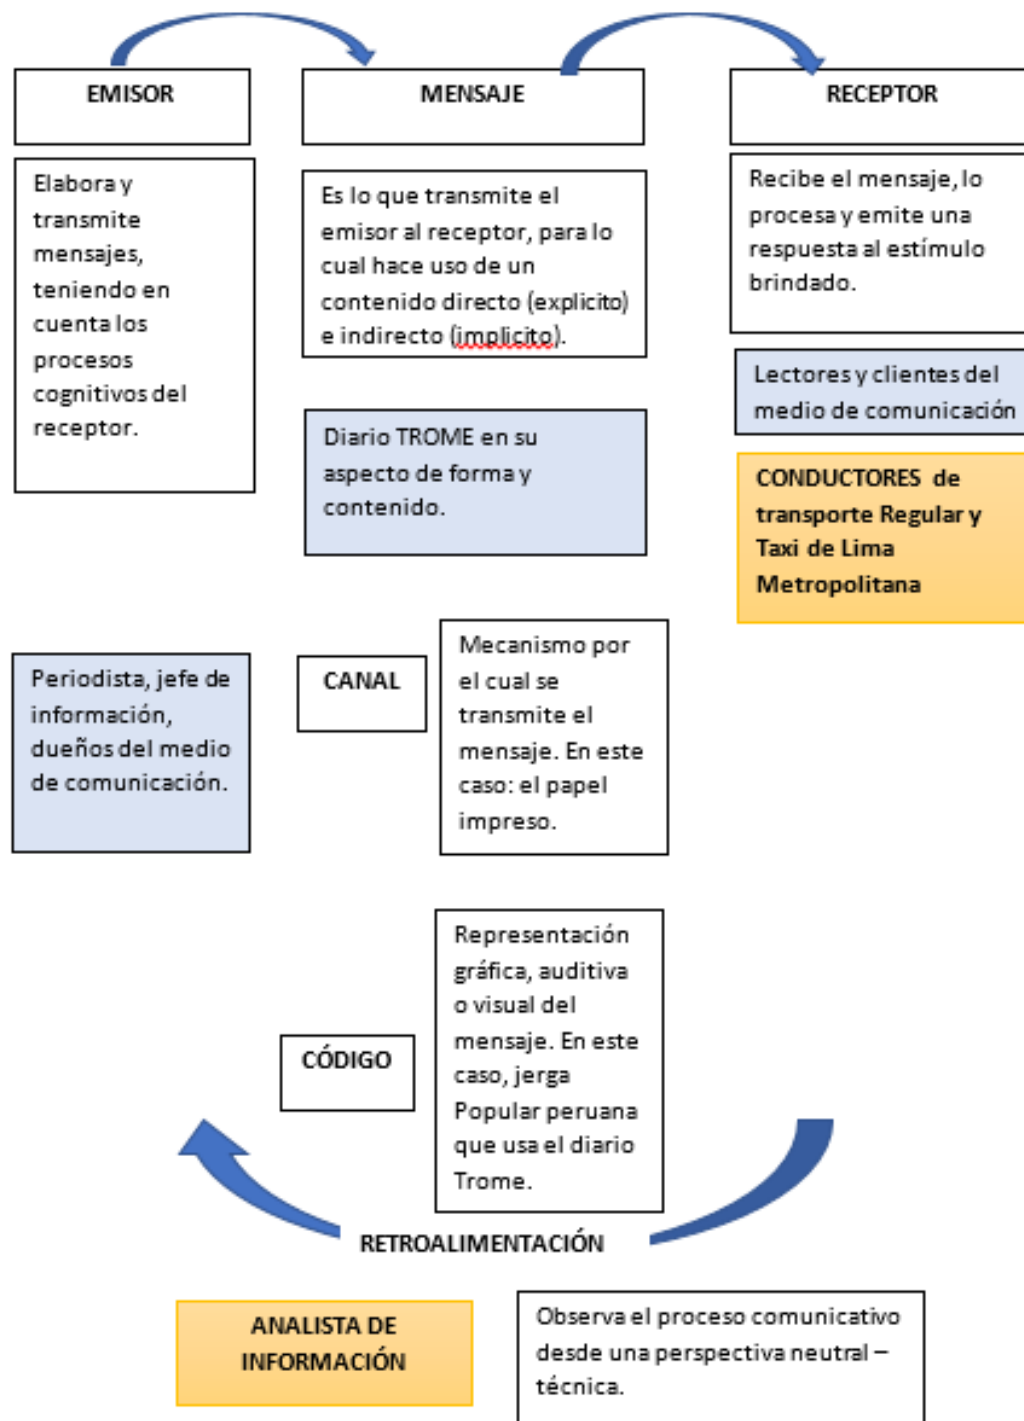 EMISOR
MENSAJE
RECEPTOR
Elabora y
transmite
mensajes,
teniendo en
cuenta los
procesos
cognitivos del
receptor.
Es lo que transmite el
emisor al receptor, para lo
cual hace uso de un
contenido directo (explicito)
e indirecto (implicito).
Recibe el mensaje, lo
procesa y emite una
respuesta al estímulo
brindado.
Lectores y clientes del
medio de comunicación
Diario TROME en su
aspecto de forma y
contenido.
CONDUCTORES de
transporte Regular y
Taxi de Lima
Metropolitana
Periodista, jefe de
información,
dueños del medio
de comunicación.
CANAL
Mecanismo por
el cual se
transmite el
mensaje. En este
caso: el papel
impreso.
CÓDIGO
Representación
gráfica, auditiva
o visual del
mensaje. En este
caso, jerga
Popular peruana
que usa el diario
Trome.
RETROALIMENTACIÓN
ANALISTA DE
INFORMACIÓN
Observa el proceso comunicativo
desde una perspectiva neutral –
técnica.